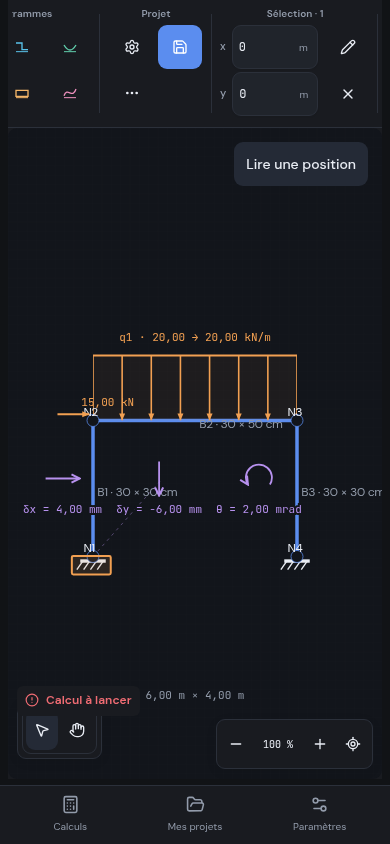 rammes
Projet
Sélection · 1
x 0 m
y 0 m
Lire une position
q1 · 20,00 → 20,00 kN/m
15,00 kN
N2
N3
B2 · 30 × 50 cm
B1 · 30 × 30 cm
B3 · 30 × 30 cm
δx = 4,00 mm δy = -6,00 mm θ = 2,00 mrad
N1
N4
Calcul à lancer
6,00 m × 4,00 m
100 %
Calculs
Mes projets
Paramètres